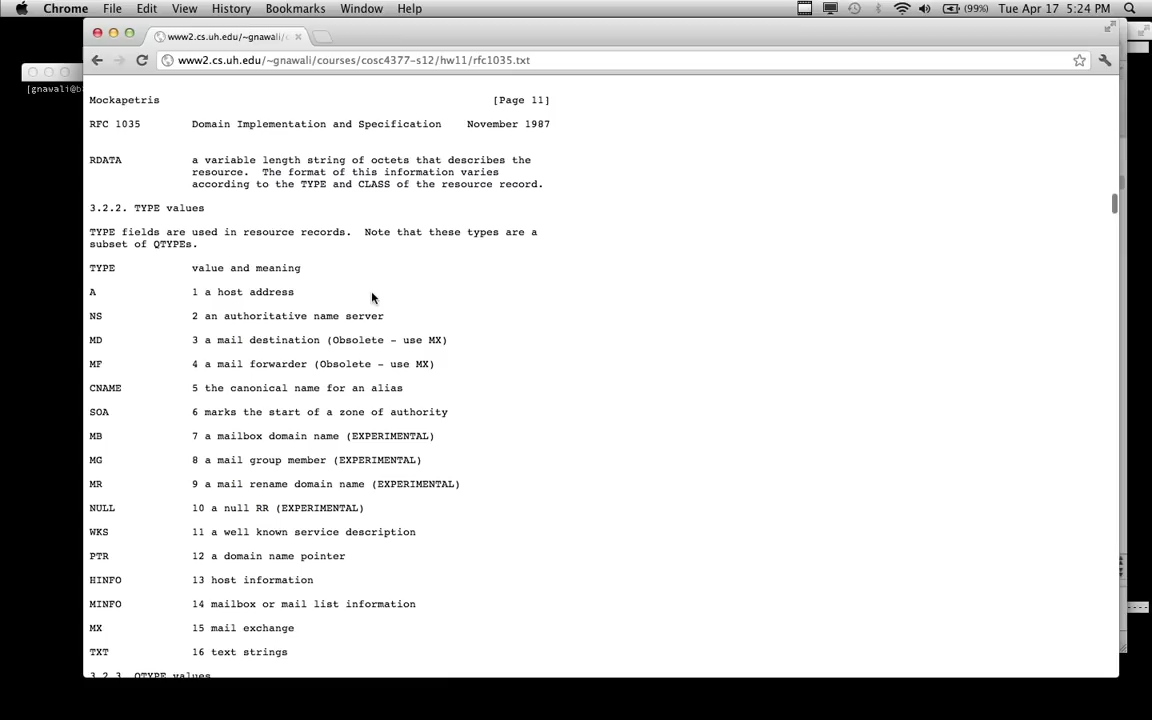 Chrome File Edit View History Bookmarks Window Help (99%) Tue Apr 17 5:24 PM
www2.cs.uh.edu/~gnawali/c
www2.cs.uh.edu/~gnawali/courses/cosc4377-s12/hw11/rfc1035.txt
[gnawali@b
Mockapetris [Page 11]
RFC 1035 Domain Implementation and Specification November 1987
RDATA a variable length string of octets that describes the
resource. The format of this information varies
according to the TYPE and CLASS of the resource record.
3.2.2. TYPE values
TYPE fields are used in resource records. Note that these types are a
subset of QTYPEs.
TYPE value and meaning
A 1 a host address
NS 2 an authoritative name server
MD 3 a mail destination (Obsolete - use MX)
MF 4 a mail forwarder (Obsolete - use MX)
CNAME 5 the canonical name for an alias
SOA 6 marks the start of a zone of authority
MB 7 a mailbox domain name (EXPERIMENTAL)
MG 8 a mail group member (EXPERIMENTAL)
MR 9 a mail rename domain name (EXPERIMENTAL)
NULL 10 a null RR (EXPERIMENTAL)
WKS 11 a well known service description
PTR 12 a domain name pointer
HINFO 13 host information
MINFO 14 mailbox or mail list information
MX 15 mail exchange
TXT 16 text strings
3.2.3. QTYPE values